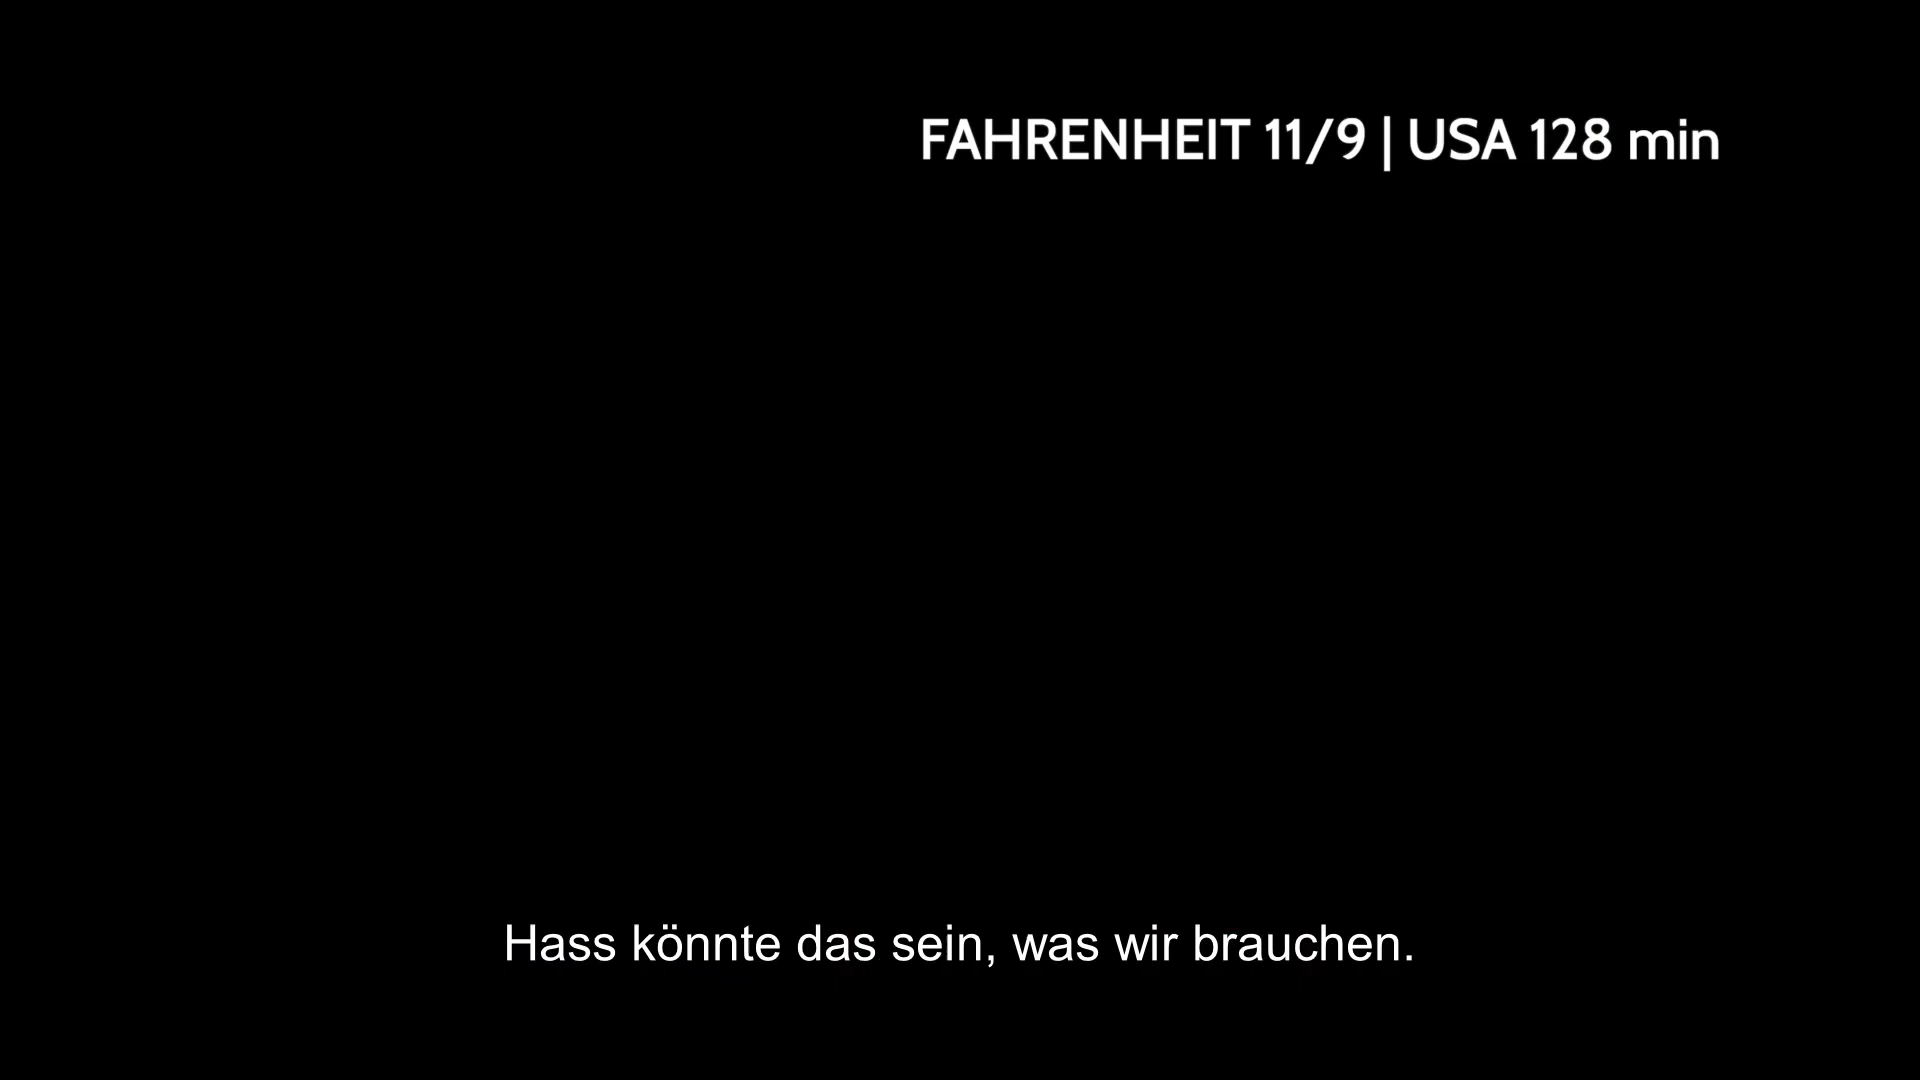 FAHRENHEIT 11/9 | USA 128 min
Hass könnte das sein, was wir brauchen.